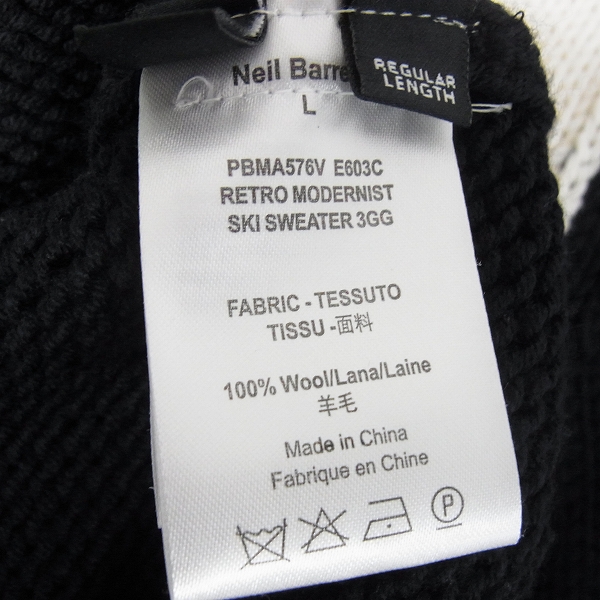 Neil Barre
REGULAR
LENGTH
L
PBMA576V E603C
RETRO MODERNIST
SKI SWEATER 3GG
FABRIC - TESSUTO
TISSU -面料
100% Wool/Lana/Laine
羊毛
Made in China
Fabrique en Chine
P